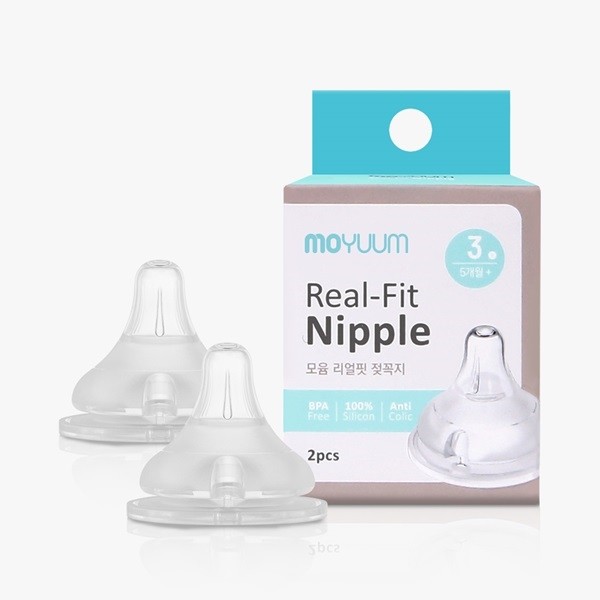 moyuum
3
5개월 +
Real-Fit
Nipple
모윰 리얼핏 젖꼭지
BPA Free
100% Silicon
Anti Colic
2pcs